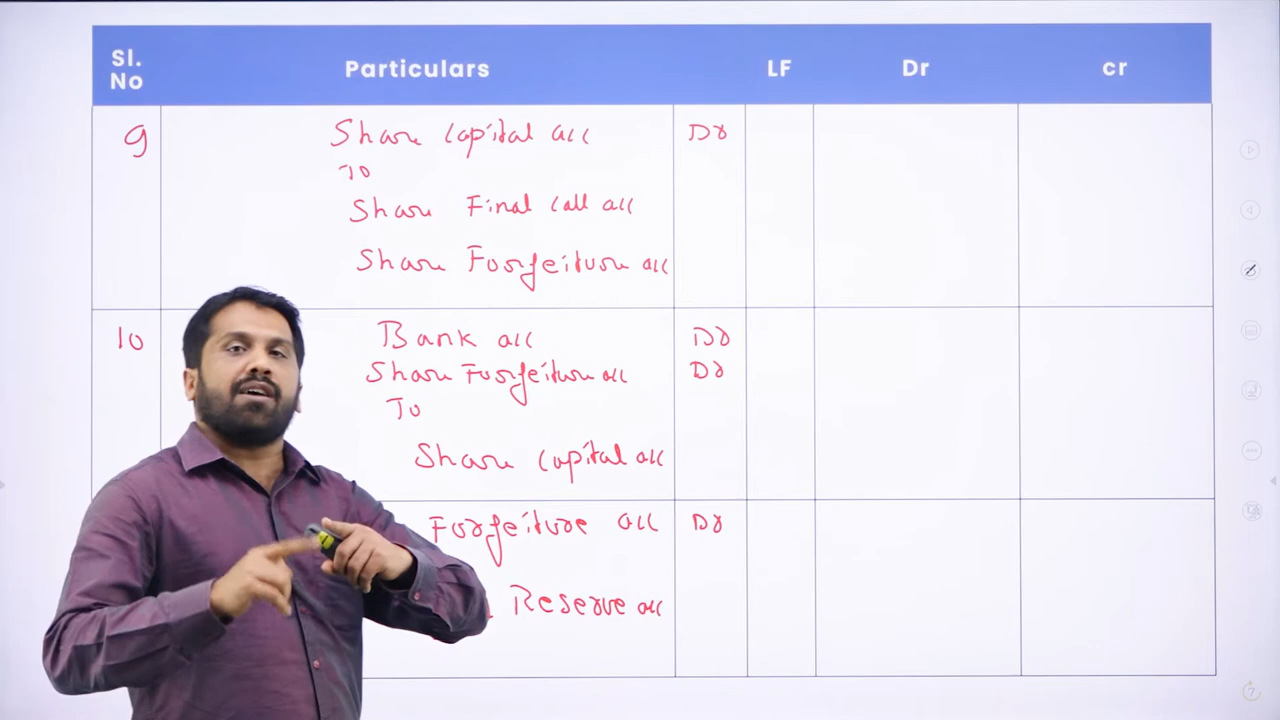 Sl. No Particulars LF Dr cr
9 Share Capital a/c Dr
To
Share Final Call a/c
Share Forfeiture a/c
10 Bank a/c Dr
Share Forfeiture a/c Dr
To
Share Capital a/c
Forfeiture a/c Dr
Reserve a/c
7